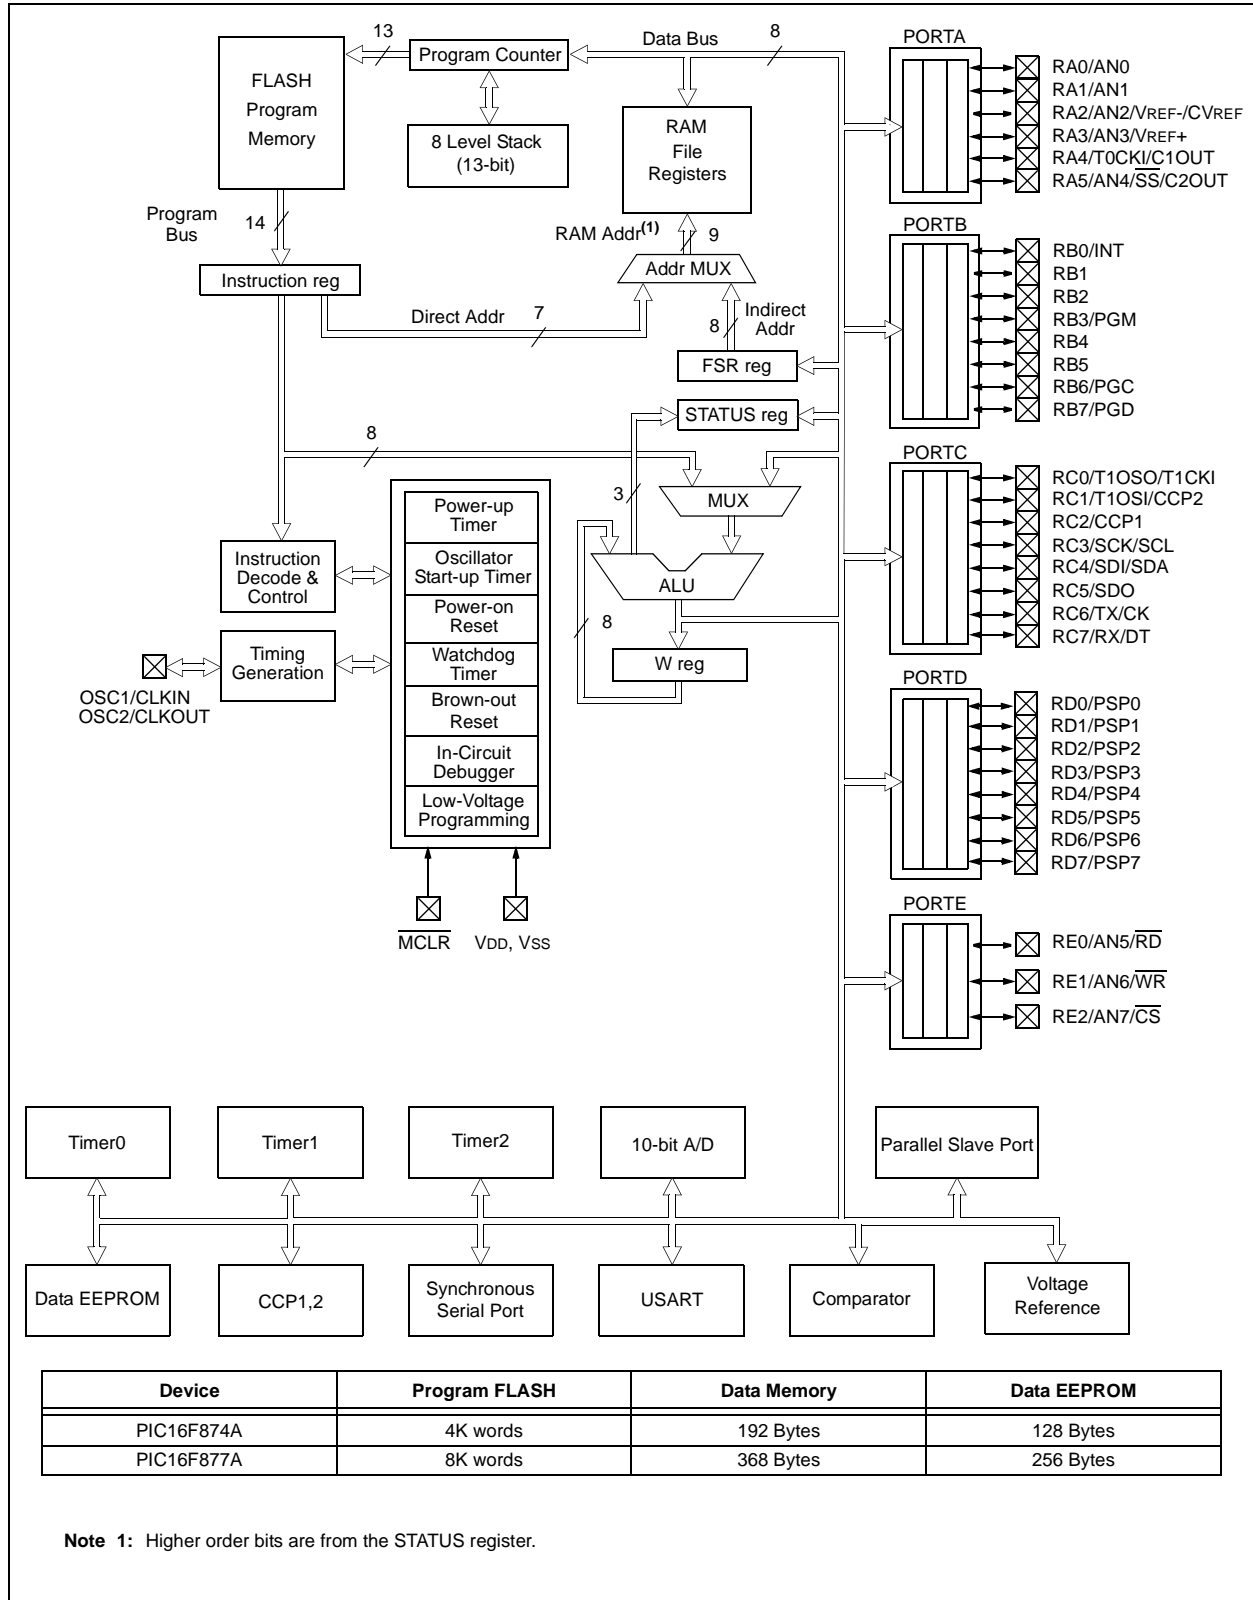 13
Program Counter
Data Bus
8
FLASH
Program
Memory
8 Level Stack
(13-bit)
RAM
File
Registers
Program
Bus
14
RAM Addr(1)
9
Addr MUX
Instruction reg
Direct Addr
7
Indirect
Addr
8
FSR reg
STATUS reg
8
3
MUX
ALU
8
W reg
Power-up
Timer
Oscillator
Start-up Timer
Power-on
Reset
Watchdog
Timer
Brown-out
Reset
In-Circuit
Debugger
Low-Voltage
Programming
Instruction
Decode &
Control
Timing
Generation
OSC1/CLKIN
OSC2/CLKOUT
MCLR
VDD, VSS
PORTA
RA0/AN0
RA1/AN1
RA2/AN2/VREF-/CVREF
RA3/AN3/VREF+
RA4/T0CKI/C1OUT
RA5/AN4/SS/C2OUT
PORTB
RB0/INT
RB1
RB2
RB3/PGM
RB4
RB5
RB6/PGC
RB7/PGD
PORTC
RC0/T1OSO/T1CKI
RC1/T1OSI/CCP2
RC2/CCP1
RC3/SCK/SCL
RC4/SDI/SDA
RC5/SDO
RC6/TX/CK
RC7/RX/DT
PORTD
RD0/PSP0
RD1/PSP1
RD2/PSP2
RD3/PSP3
RD4/PSP4
RD5/PSP5
RD6/PSP6
RD7/PSP7
PORTE
RE0/AN5/RD
RE1/AN6/WR
RE2/AN7/CS
Timer0
Timer1
Timer2
10-bit A/D
Parallel Slave Port
Data EEPROM
CCP1,2
Synchronous
Serial Port
USART
Comparator
Voltage
Reference
Device Program FLASH Data Memory Data EEPROM
PIC16F874A 4K words 192 Bytes 128 Bytes
PIC16F877A 8K words 368 Bytes 256 Bytes
Note 1: Higher order bits are from the STATUS register.